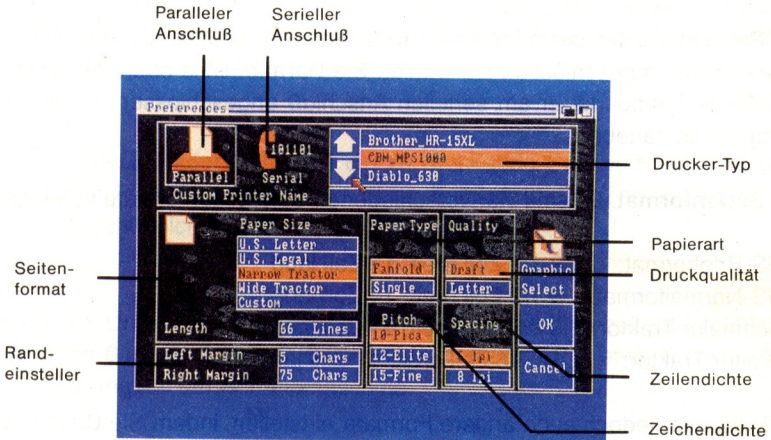 Paralleler Anschluß
Serieller Anschluß
Preferences
Parallel
101101
Serial
Custom Printer Name
Brother_HR-15XL
CBM_MPS1000
Diablo_630
Drucker-Typ
Paper Size
U.S. Letter
U.S. Legal
Narrow Tractor
Wide Tractor
Custom
Length 66 Lines
Left Margin 5 Chars
Right Margin 75 Chars
Paper Type
Fanfold
Single
Quality
Draft
Letter
Graphic Select
Pitch
10-Pica
12-Elite
15-Fine
Spacing
6 lpi
8 lpi
OK
Cancel
Papierart
Druckqualität
Seiten-
format
Rand-
einsteller
Zeilendichte
Zeichendichte